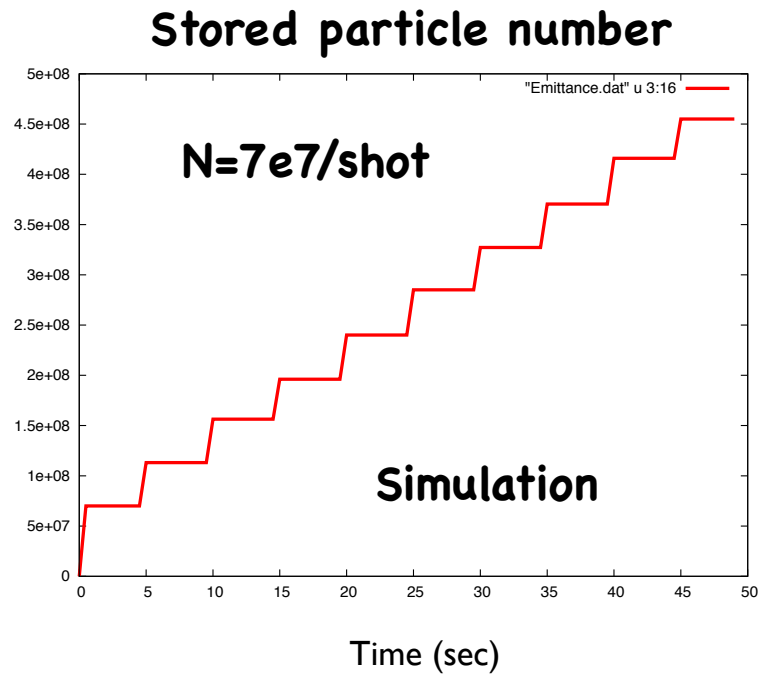 Stored particle number
"Emittance.dat" u 3:16
N=7e7/shot
Simulation
5e+08
4.5e+08
4e+08
3.5e+08
3e+08
2.5e+08
2e+08
1.5e+08
1e+08
5e+07
0
0 5 10 15 20 25 30 35 40 45 50
Time (sec)